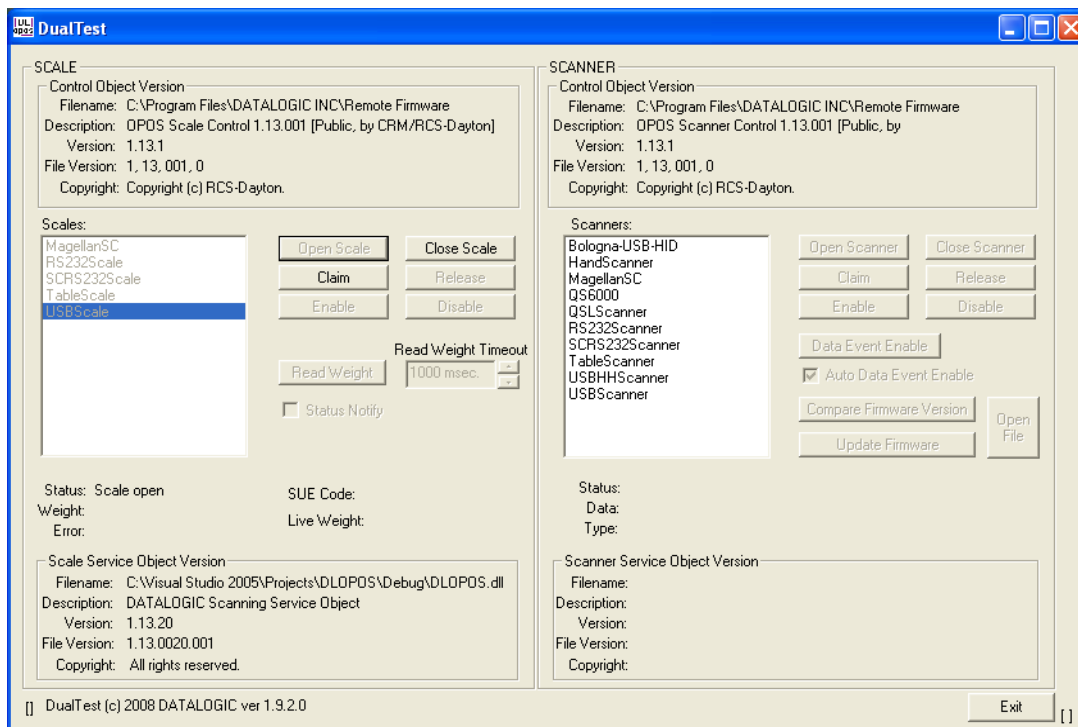 DualTest
SCALE
Control Object Version
Filename: C:\Program Files\DATALOGIC INC\Remote Firmware
Description: OPOS Scale Control 1.13.001 [Public, by CRM/RCS-Dayton]
Version: 1.13.1
File Version: 1, 13, 001, 0
Copyright: Copyright (c) RCS-Dayton.
Scales:
MagellanSC
RS232Scale
SCRS232Scale
TableScale
USBScale
Open Scale
Close Scale
Claim
Release
Enable
Disable
Read Weight Timeout
Read Weight
1000 msec.
Status Notify
Status: Scale open
Weight:
Error:
SUE Code:
Live Weight:
Scale Service Object Version
Filename: C:\Visual Studio 2005\Projects\DLOPOS\Debug\DLOPOS.dll
Description: DATALOGIC Scanning Service Object
Version: 1.13.20
File Version: 1.13.0020.001
Copyright: All rights reserved.
SCANNER
Control Object Version
Filename: C:\Program Files\DATALOGIC INC\Remote Firmware
Description: OPOS Scanner Control 1.13.001 [Public, by
Version: 1.13.1
File Version: 1, 13, 001, 0
Copyright: Copyright (c) RCS-Dayton.
Scanners:
Bologna-USB-HID
HandScanner
MagellanSC
QS6000
QSLScanner
RS232Scanner
SCRS232Scanner
TableScanner
USBHHScanner
USBScanner
Open Scanner
Close Scanner
Claim
Release
Enable
Disable
Data Event Enable
Auto Data Event Enable
Compare Firmware Version
Update Firmware
Open
File
Status:
Data:
Type:
Scanner Service Object Version
Filename:
Description:
Version:
File Version:
Copyright:
[] DualTest (c) 2008 DATALOGIC ver 1.9.2.0
Exit
[ ]